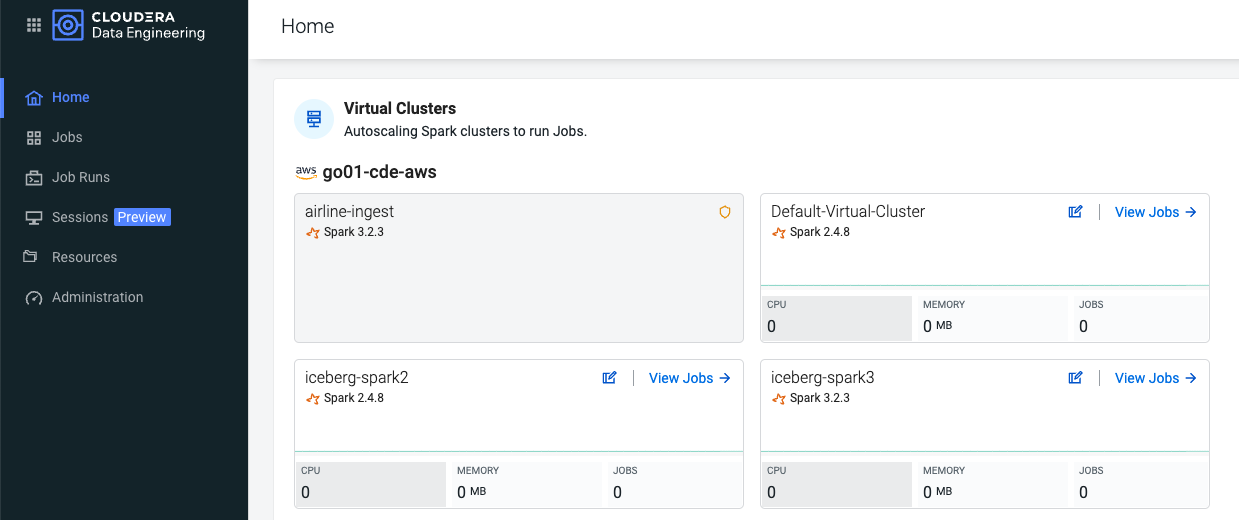 CLOUDERA
Data Engineering
Home
Jobs
Job Runs
Sessions Preview
Resources
Administration
Home
Virtual Clusters
Autoscaling Spark clusters to run Jobs.
aws go01-cde-aws
airline-ingest
Spark 3.2.3
Default-Virtual-Cluster View Jobs
Spark 2.4.8
CPU MEMORY JOBS
0 0 MB 0
iceberg-spark2 View Jobs
Spark 2.4.8
CPU MEMORY JOBS
0 0 MB 0
iceberg-spark3 View Jobs
Spark 3.2.3
CPU MEMORY JOBS
0 0 MB 0